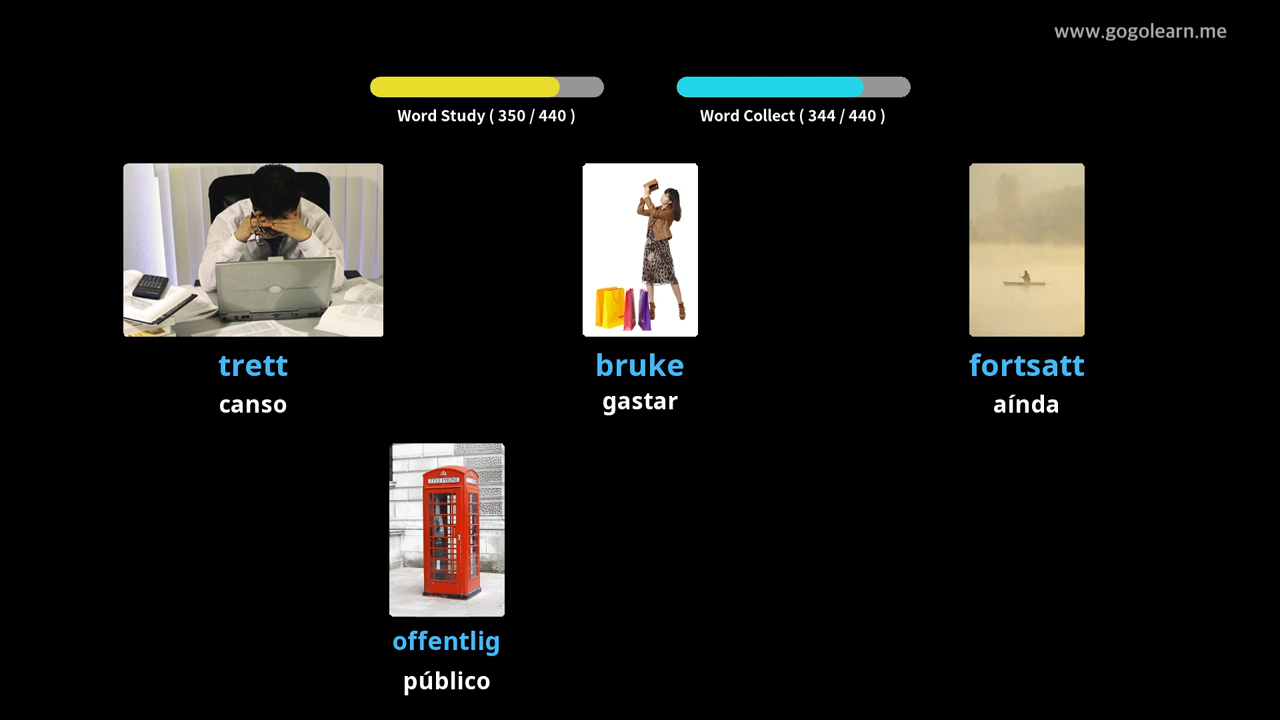 www.gogolearn.me
Word Study ( 350 / 440 )
Word Collect ( 344 / 440 )
trett
canso
bruke
gastar
fortsatt
aínda
TELEPHONE
offentlig
público